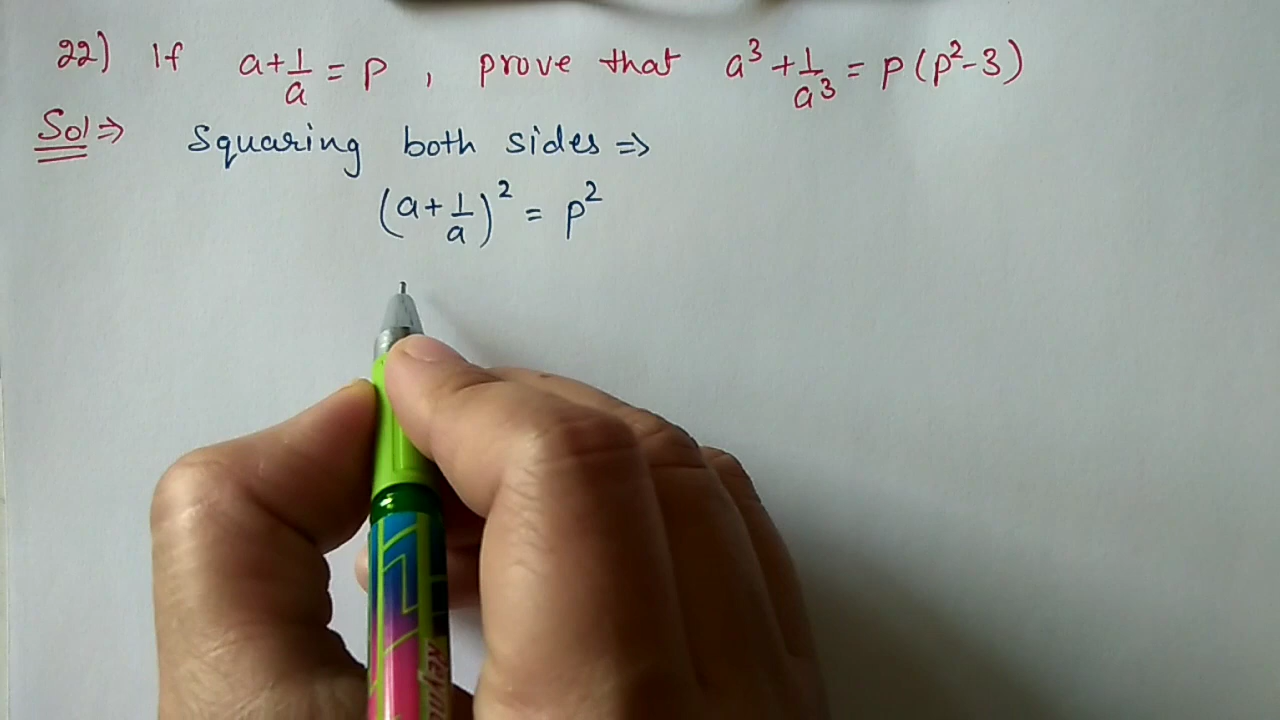 22) If a+1/a = p , prove that a³+1/a³ = p(p²-3)
Sol⇒ Squaring both sides ⇒
(a+1/a)² = p²